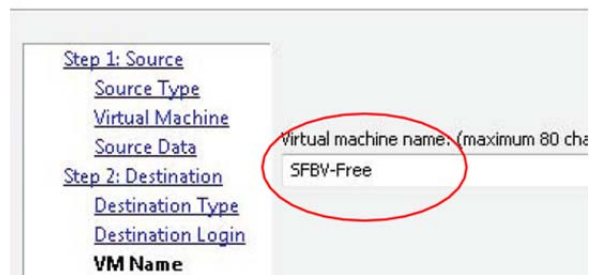 Step 1: Source
Source Type
Virtual Machine
Source Data
Step 2: Destination
Destination Type
Destination Login
VM Name
Virtual machine name: (maximum 80 cha
SFBV-Free